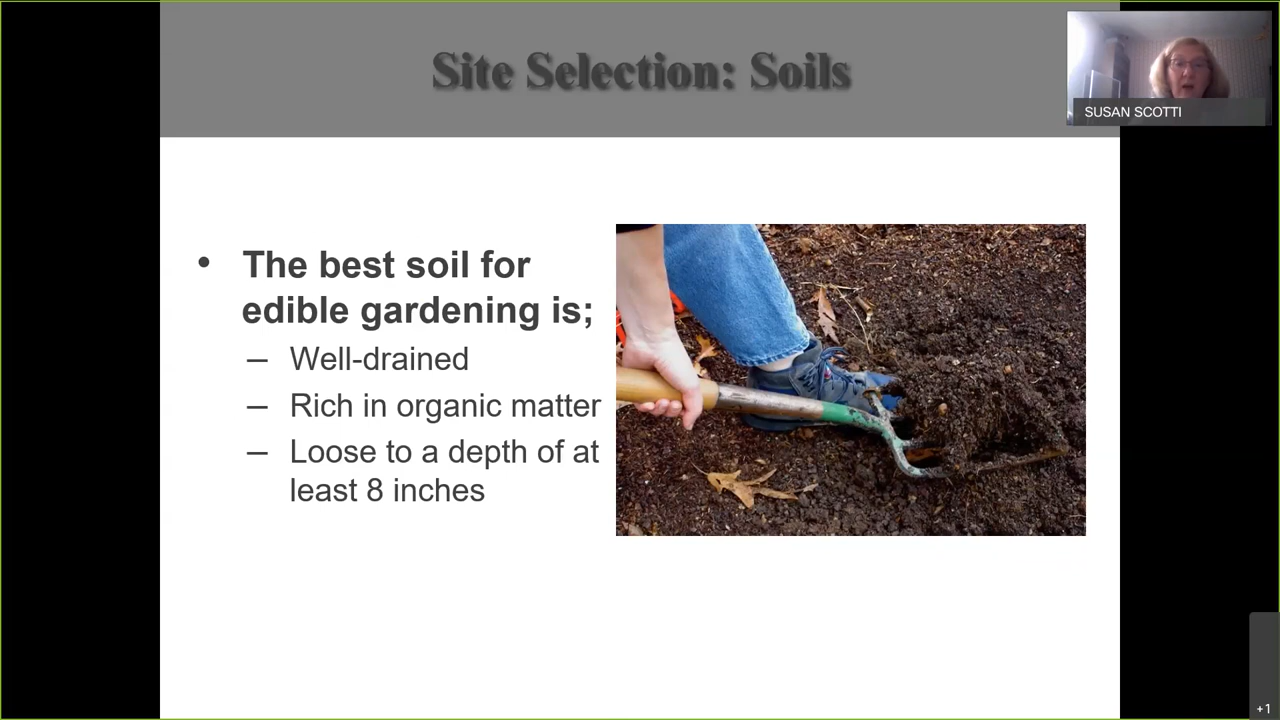 Site Selection: Soils
SUSAN SCOTTI
• The best soil for
edible gardening is;
– Well-drained
– Rich in organic matter
– Loose to a depth of at
least 8 inches
+1